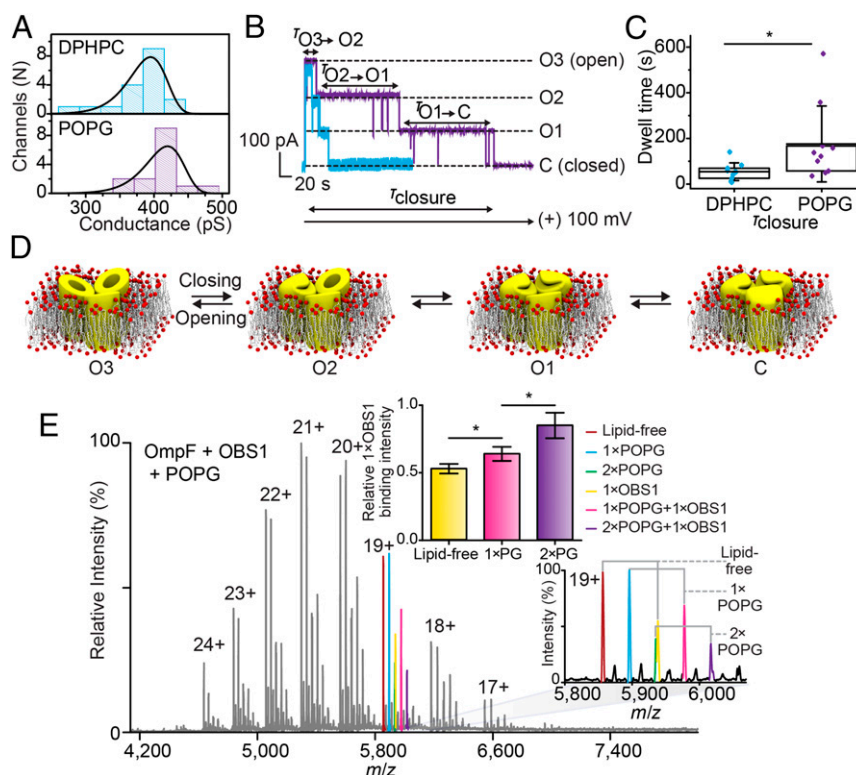 A
DPHPC
8
4
0
POPG
8
4
0
300 400 500
Channels (N)
Conductance (pS)
B
τO3→ O2
τO2→O1
τO1→C
O3 (open)
O2
O1
C (closed)
100 pA
20 s
τclosure
(+) 100 mV
C
*
600
400
200
0
Dwell time (s)
DPHPC POPG
τclosure
D
Closing
Opening
O3
O2
O1
C
E
OmpF + OBS1
+ POPG
100
0
Relative Intensity (%)
24+
23+
22+
21+
20+
19+
18+
17+
4,200 5,000 5,800 6,600 7,400
m/z
Relative 1×OBS1
binding intensity
1.0
0.5
0.0
*
*
Lipid-free 1×PG 2×PG
Lipid-free
1×POPG
2×POPG
1×OBS1
1×POPG+1×OBS1
2×POPG+1×OBS1
19+
100
0
Intensity (%)
Lipid-
free
1×
POPG
2×
POPG
5,800 5,900 6,000
m/z